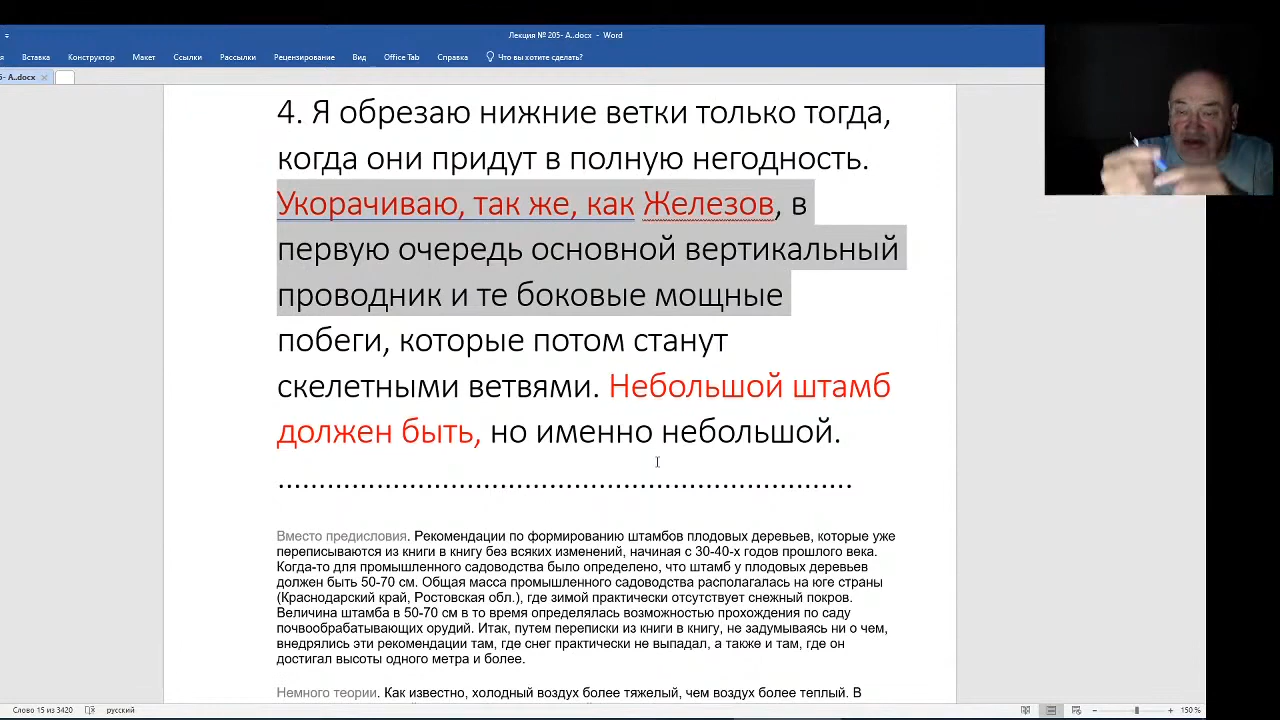 Лекция № 205- А..docx - Word
Вставка Конструктор Макет Ссылки Рассылки Рецензирование Вид Office Tab Справка Что вы хотите сделать?
А..docx
4. Я обрезаю нижние ветки только тогда,
когда они придут в полную негодность.
Укорачиваю, так же, как Железов, в
первую очередь основной вертикальный
проводник и те боковые мощные
побеги, которые потом станут
скелетными ветвями. Небольшой штамб
должен быть, но именно небольшой.
......................................................................
Вместо предисловия. Рекомендации по формированию штамбов плодовых деревьев, которые уже
переписываются из книги в книгу без всяких изменений, начиная с 30-40-х годов прошлого века.
Когда-то для промышленного садоводства было определено, что штамб у плодовых деревьев
должен быть 50-70 см. Общая масса промышленного садоводства располагалась на юге страны
(Краснодарский край, Ростовская обл.), где зимой практически отсутствует снежный покров.
Величина штамба в 50-70 см в то время определялась возможностью прохождения по саду
почвообрабатывающих орудий. Итак, путем переписки из книги в книгу, не задумываясь ни о чем,
внедрялись эти рекомендации там, где снег практически не выпадал, а также и там, где он
достигал высоты одного метра и более.
Немного теории. Как известно, холодный воздух более тяжелый, чем воздух более теплый. В
Слово 15 из 3420 русский 150 %